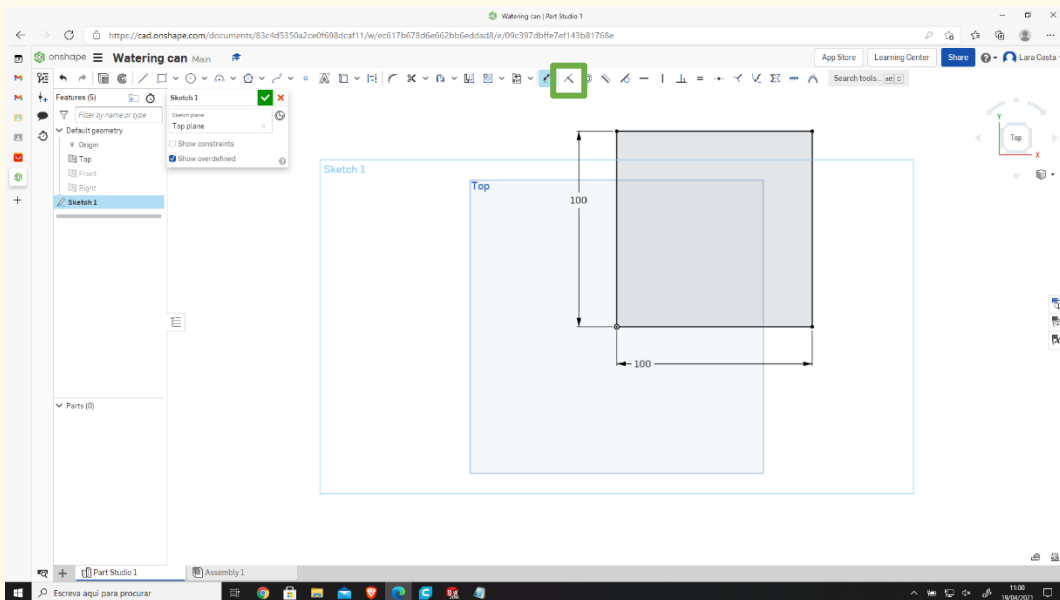 Watering can | Part Studio 1
https://cad.onshape.com/documents/83c4d5350a2ce0f698dcaf11/w/ec617b678d6e662bb6eddad8/e/09c397dbffe7ef143b81768e
onshape Watering can Main
App Store Learning Center Share Lara Costa
Search tools... alt c
Features (5)
Filter by name or type
Default geometry
Origin
Top
Front
Right
Sketch 1
Parts (0)
Sketch 1
Sketch plane
Top plane
Show constraints
Show overdefined
Sketch 1
Top
100
100
Y
Top
X
Part Studio 1 Assembly 1
Escreva aqui para procurar
11:00
19/04/2021